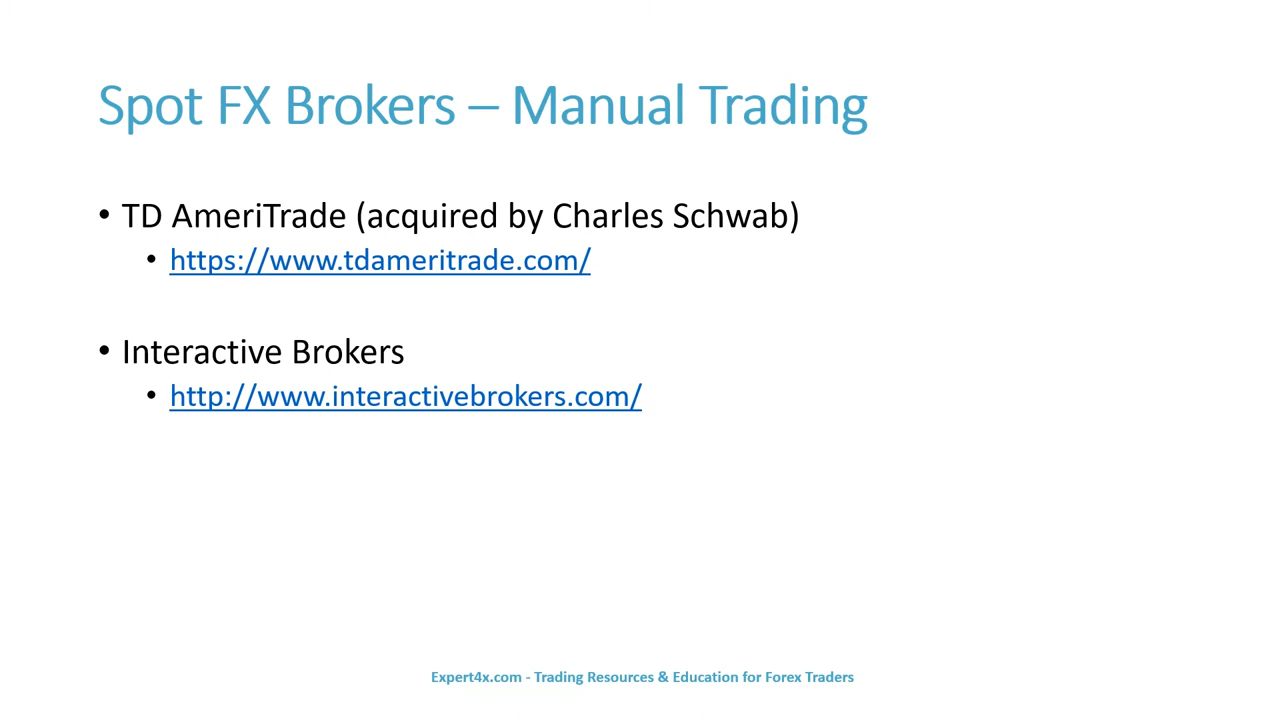 Spot FX Brokers – Manual Trading
• TD AmeriTrade (acquired by Charles Schwab)
• https://www.tdameritrade.com/
• Interactive Brokers
• http://www.interactivebrokers.com/
Expert4x.com - Trading Resources & Education for Forex Traders